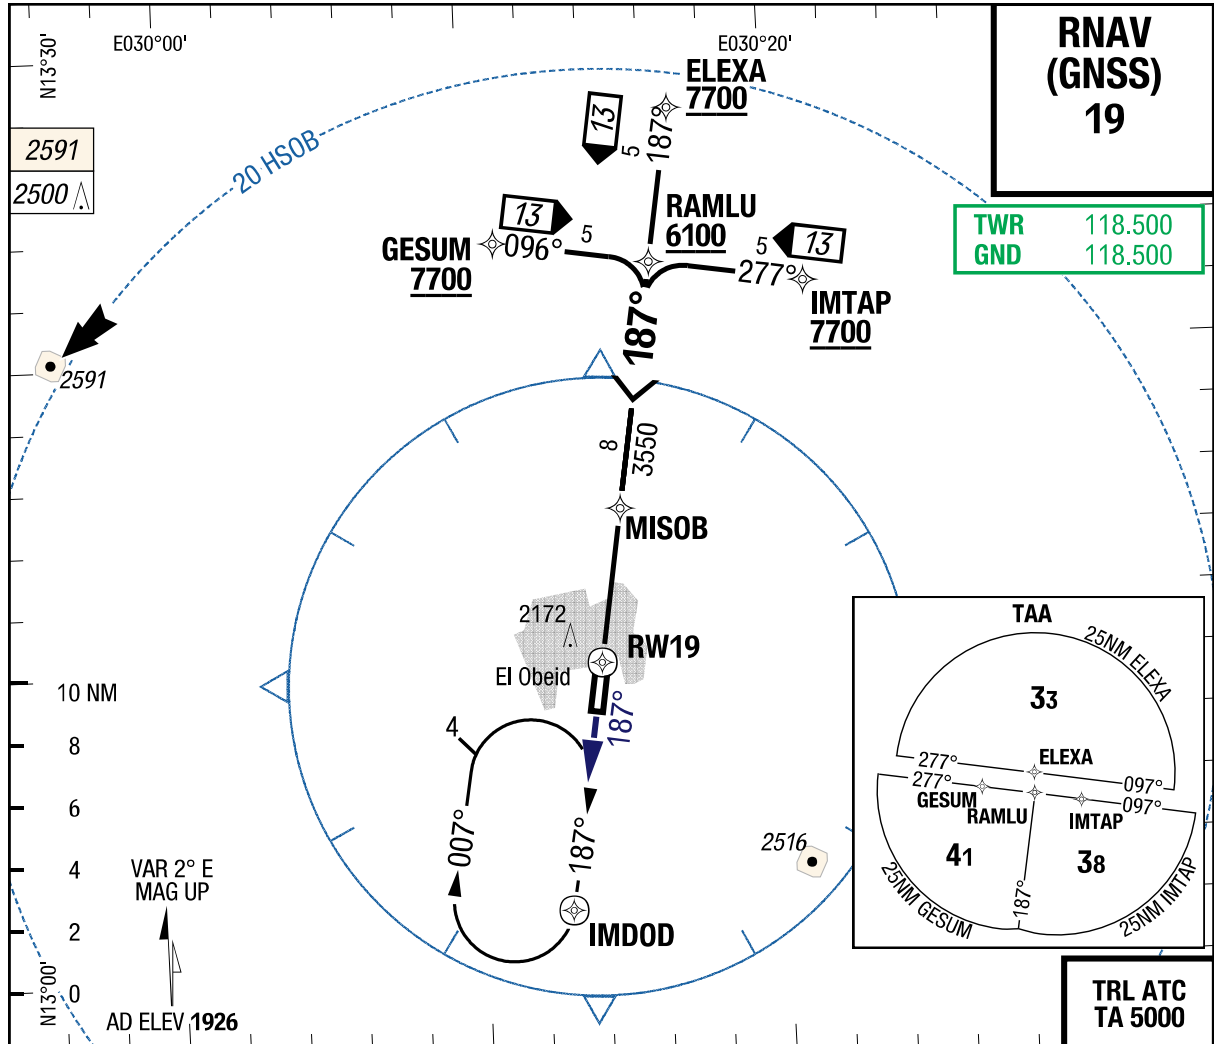 E030°00'
E030°20'
N13°30'
RNAV
(GNSS)
19
ELEXA
7700
13
187°
5
2591
2500
20 HSOB
TWR 118.500
GND 118.500
RAMLU
6100
13
GESUM
7700
096°
5
5
13
277°
IMTAP
7700
187°
2591
8
3550
MISOB
2172
RW19
El Obeid
187°
10 NM
8
6
4
2
0
4
007°
187°
IMDOD
2516
VAR 2° E
MAG UP
AD ELEV 1926
N13°00'
TAA
25NM ELEXA
33
ELEXA
277°
097°
277°
097°
GESUM
RAMLU
IMTAP
41
38
187°
25NM GESUM
25NM IMTAP
TRL ATC
TA 5000